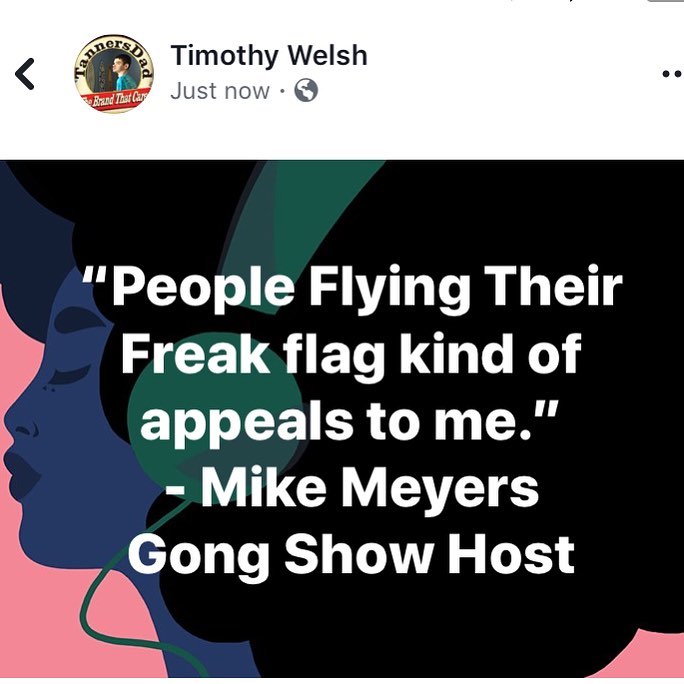 TannersDad
The Brand That Cares
Timothy Welsh
Just now ·
“People Flying Their
Freak flag kind of
appeals to me.”
- Mike Meyers
Gong Show Host